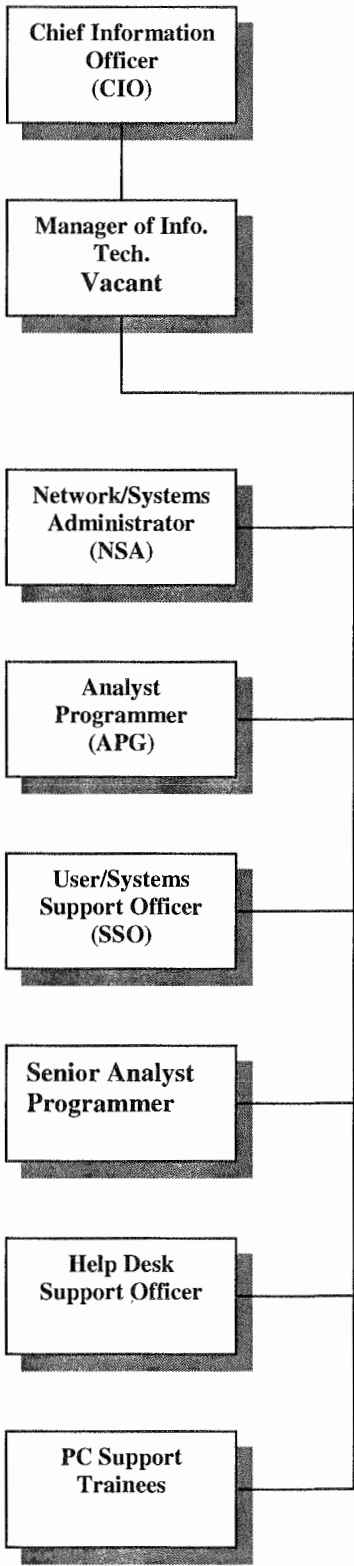 Chief Information
Officer
(CIO)
Manager of Info.
Tech.
Vacant
Network/Systems
Administrator
(NSA)
Analyst
Programmer
(APG)
User/Systems
Support Officer
(SSO)
Senior Analyst
Programmer
Help Desk
Support Officer
PC Support
Trainees